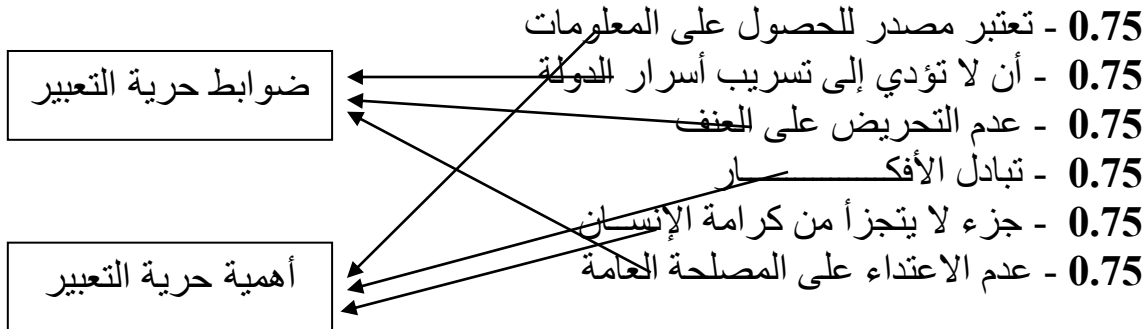 0.75 - تعتبر مصدر للحصول على المعلومات
0.75 - أن لا تؤدي إلى تسريب أسرار الدولة
0.75 - عدم التحريض على العنف
0.75 - تبادل الأفكـــــــــــار
0.75 - جزء لا يتجزأ من كرامة الإنســان
0.75 - عدم الاعتداء على المصلحة العامة
ضوابط حرية التعبير
أهمية حرية التعبير